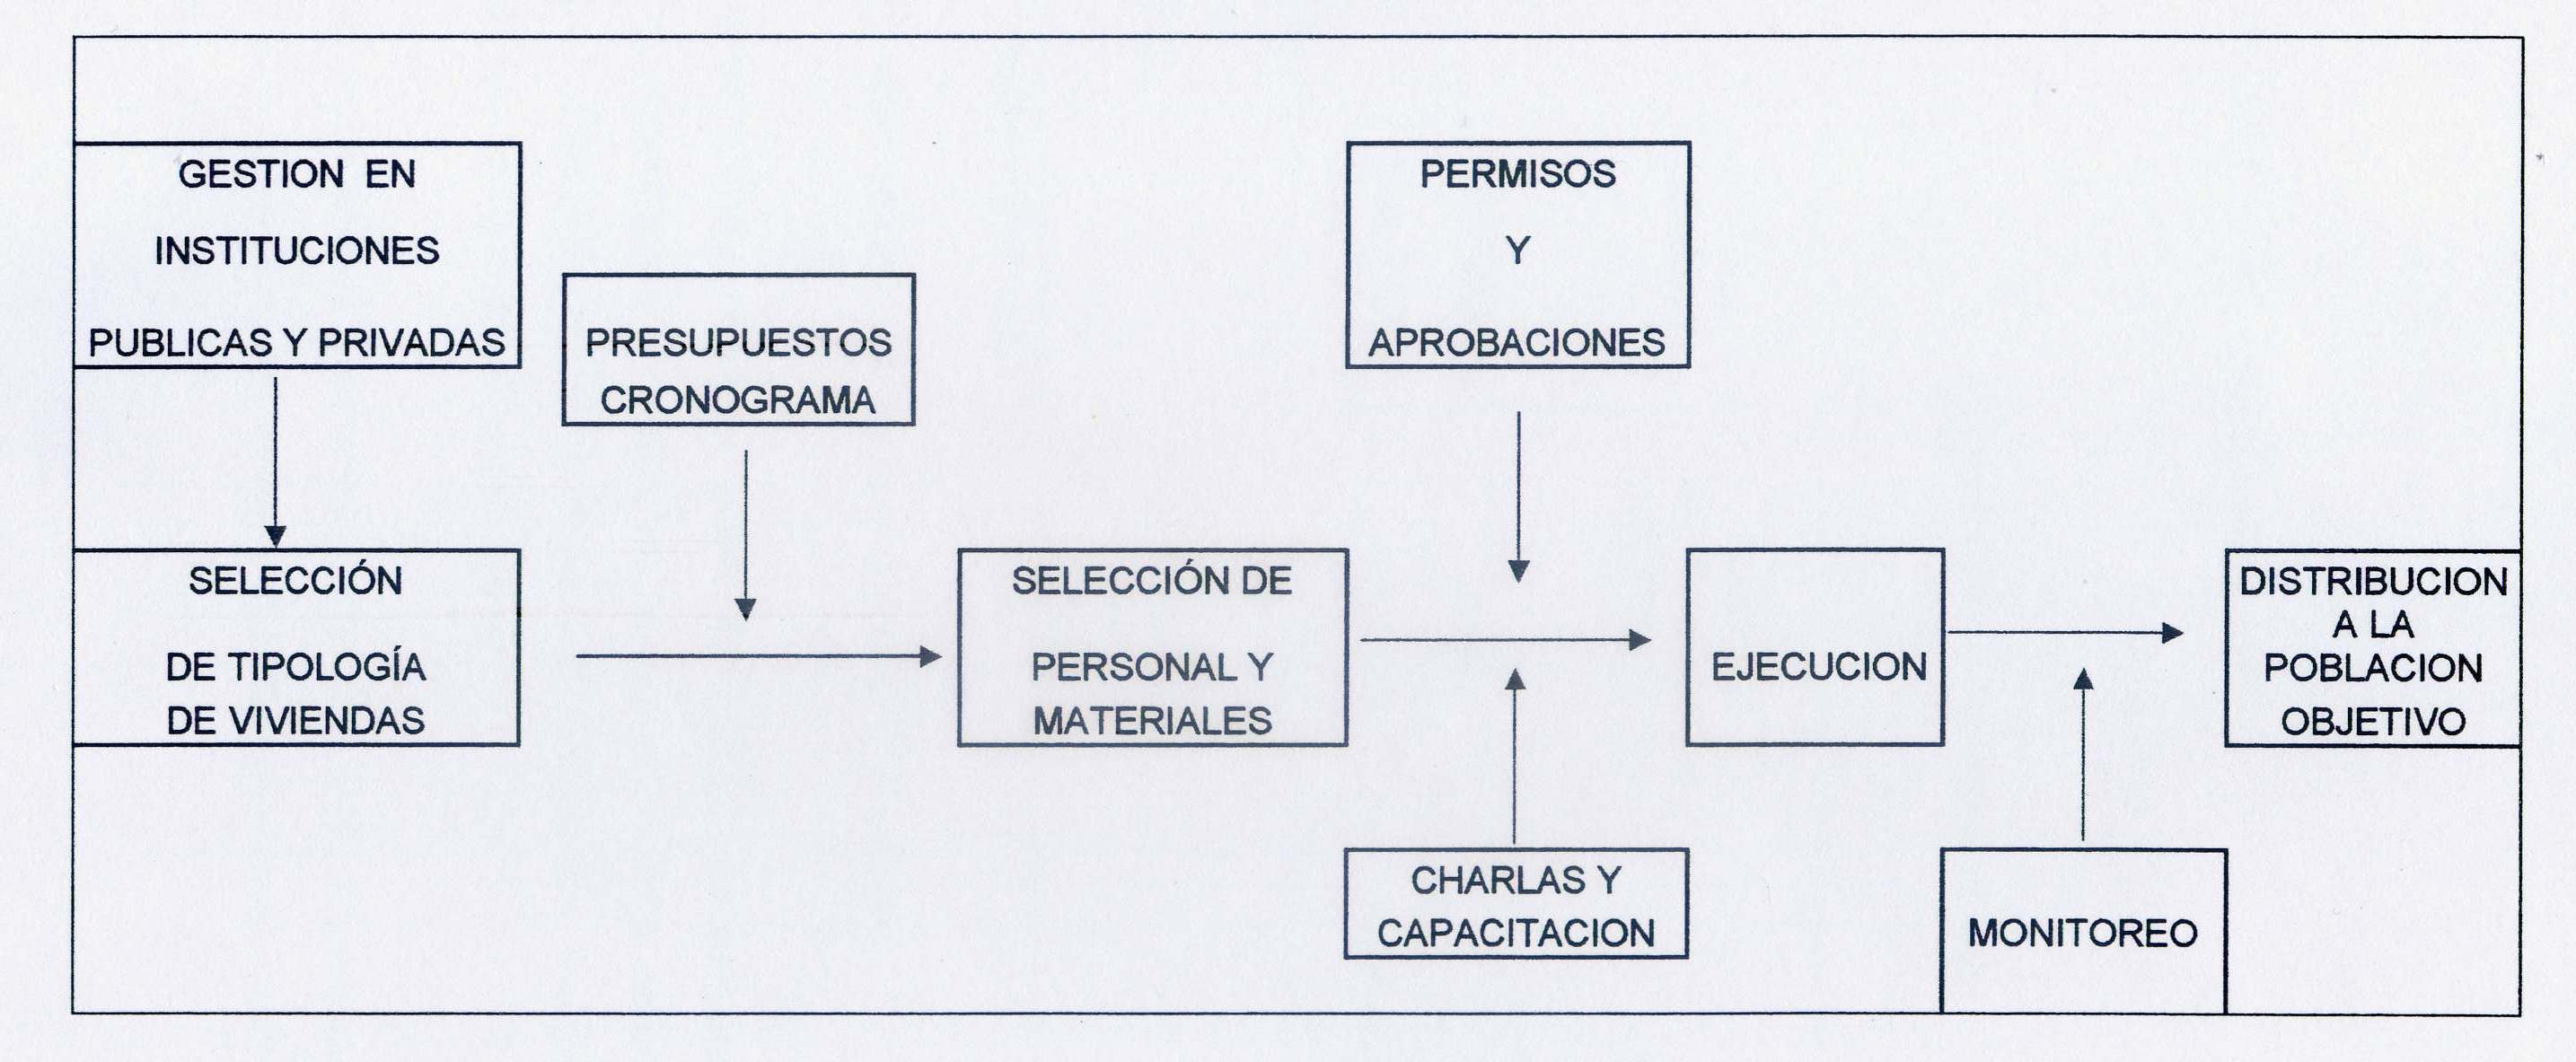 GESTION EN
INSTITUCIONES
PUBLICAS Y PRIVADAS
PRESUPUESTOS
CRONOGRAMA
PERMISOS
Y
APROBACIONES
SELECCIÓN
DE TIPOLOGÍA
DE VIVIENDAS
SELECCIÓN DE
PERSONAL Y
MATERIALES
EJECUCION
DISTRIBUCION
A LA
POBLACION
OBJETIVO
CHARLAS Y
CAPACITACION
MONITOREO